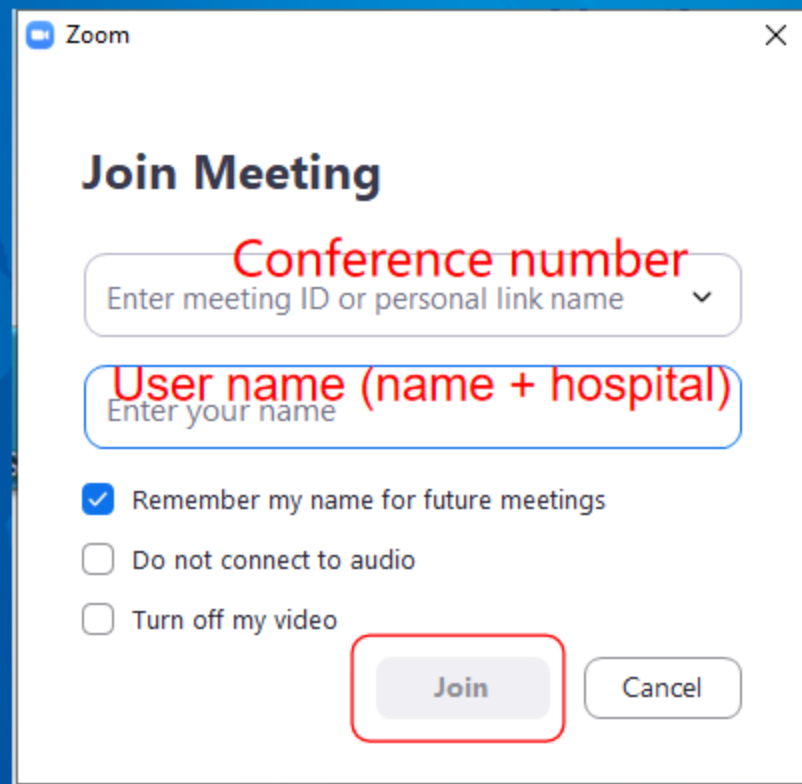 Zoom
Join Meeting
Conference number
Enter meeting ID or personal link name
User name (name + hospital)
Enter your name
Remember my name for future meetings
Do not connect to audio
Turn off my video
Join
Cancel